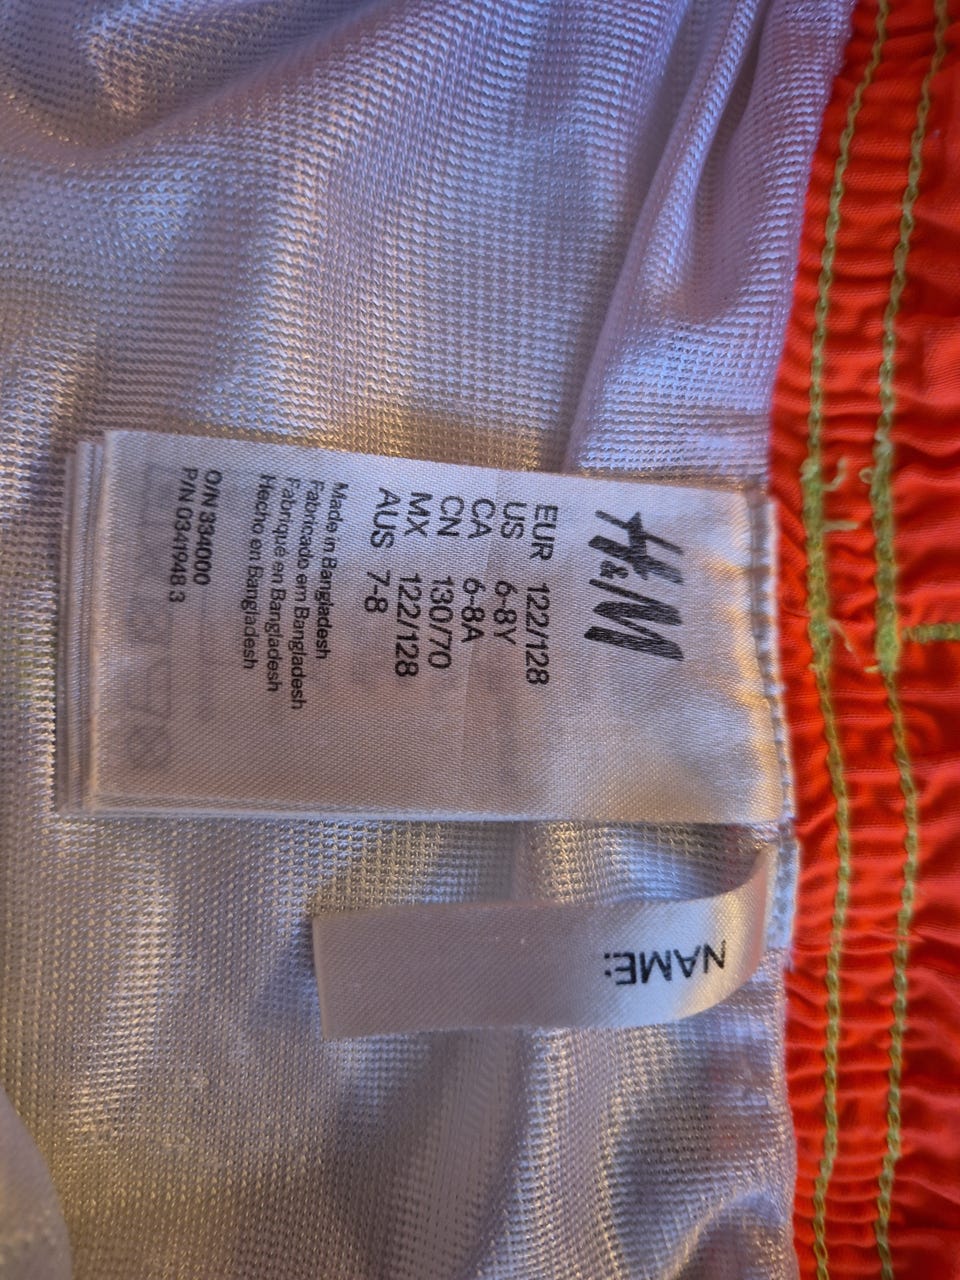 H&M
EUR 122/128
US 6-8Y
CA 6-8A
CN 130/70
MX 122/128
AUS 7-8
Made in Bangladesh
Fabricado em Bangladesh
Fabriqué en Bangladesh
Hecho en Bangladesh
O/N 334000
P/N 0341948 3
NAME: